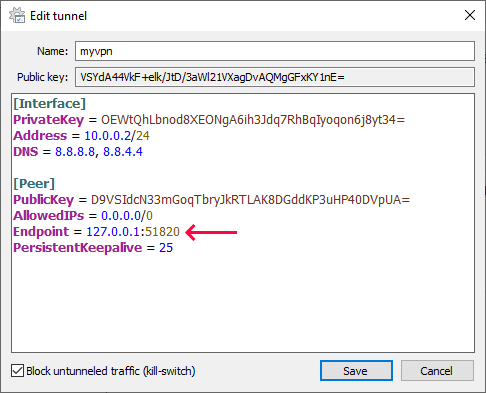 Edit tunnel
Name: myvpn
Public key: VSYdA44VkF+elk/JtD/3aWl21VXagDvAQMgGFxKY1nE=
[Interface]
PrivateKey = OEWtQhLbnod8XEONgA6ih3Jdq7RhBqIyoqon6j8yt34=
Address = 10.0.0.2/24
DNS = 8.8.8.8, 8.8.4.4
[Peer]
PublicKey = D9VSIdcN33mGoqTbryJkRTLAK8DGddKP3uHP40DVpUA=
AllowedIPs = 0.0.0.0/0
Endpoint = 127.0.0.1:51820
PersistentKeepalive = 25
Block untunneled traffic (kill-switch)
Save
Cancel